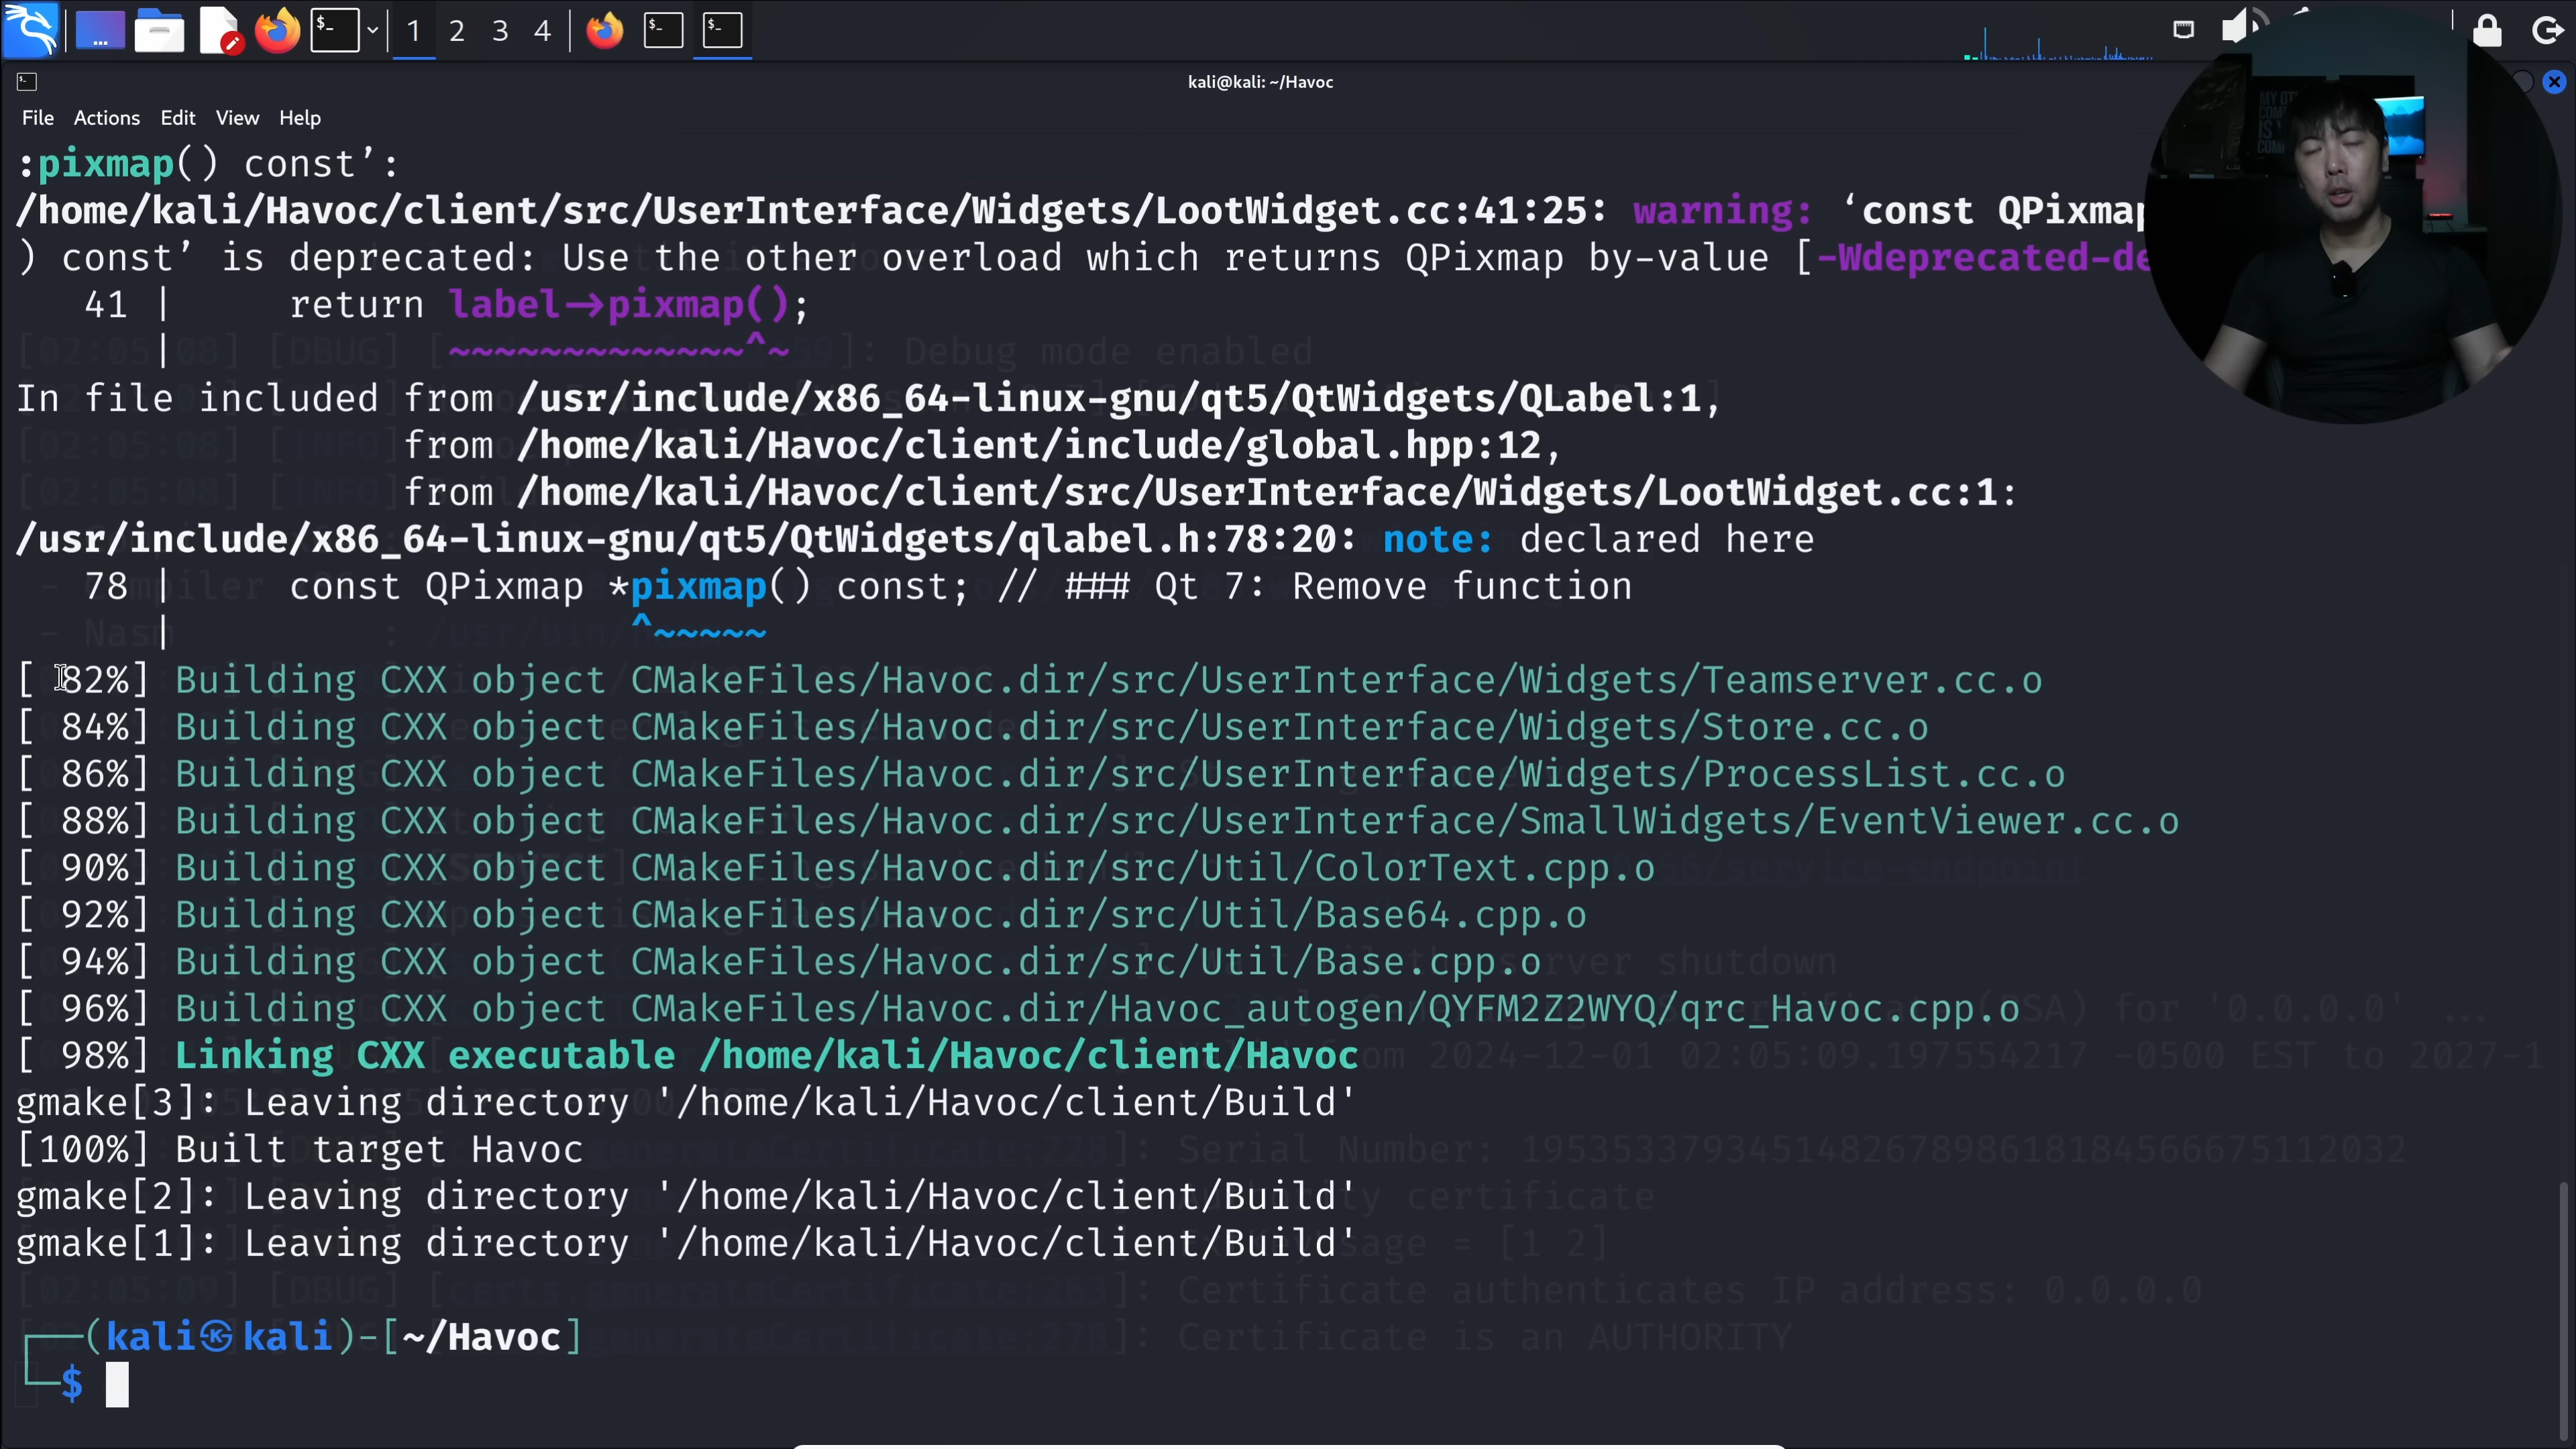 $-
1 2 3 4
$-
$-
kali@kali: ~/Havoc
File Actions Edit View Help
:pixmap() const’:
/home/kali/Havoc/client/src/UserInterface/Widgets/LootWidget.cc:41:25: warning: ‘const QPixmap
) const’ is deprecated: Use the other overload which returns QPixmap by-value [-Wdeprecated-de
41 | return label→pixmap();
| ~~~~~~~~~~~~~^~
In file included from /usr/include/x86_64-linux-gnu/qt5/QtWidgets/QLabel:1,
from /home/kali/Havoc/client/include/global.hpp:12,
from /home/kali/Havoc/client/src/UserInterface/Widgets/LootWidget.cc:1:
/usr/include/x86_64-linux-gnu/qt5/QtWidgets/qlabel.h:78:20: note: declared here
78 | const QPixmap *pixmap() const; // ### Qt 7: Remove function
| ^~~~~~
[ 82%] Building CXX object CMakeFiles/Havoc.dir/src/UserInterface/Widgets/Teamserver.cc.o
[ 84%] Building CXX object CMakeFiles/Havoc.dir/src/UserInterface/Widgets/Store.cc.o
[ 86%] Building CXX object CMakeFiles/Havoc.dir/src/UserInterface/Widgets/ProcessList.cc.o
[ 88%] Building CXX object CMakeFiles/Havoc.dir/src/UserInterface/SmallWidgets/EventViewer.cc.o
[ 90%] Building CXX object CMakeFiles/Havoc.dir/src/Util/ColorText.cpp.o
[ 92%] Building CXX object CMakeFiles/Havoc.dir/src/Util/Base64.cpp.o
[ 94%] Building CXX object CMakeFiles/Havoc.dir/src/Util/Base.cpp.o
[ 96%] Building CXX object CMakeFiles/Havoc.dir/Havoc_autogen/QYFM2Z2WYQ/qrc_Havoc.cpp.o
[ 98%] Linking CXX executable /home/kali/Havoc/client/Havoc
gmake[3]: Leaving directory '/home/kali/Havoc/client/Build'
[100%] Built target Havoc
gmake[2]: Leaving directory '/home/kali/Havoc/client/Build'
gmake[1]: Leaving directory '/home/kali/Havoc/client/Build'
┌──(kali㉿kali)-[~/Havoc]
└─$